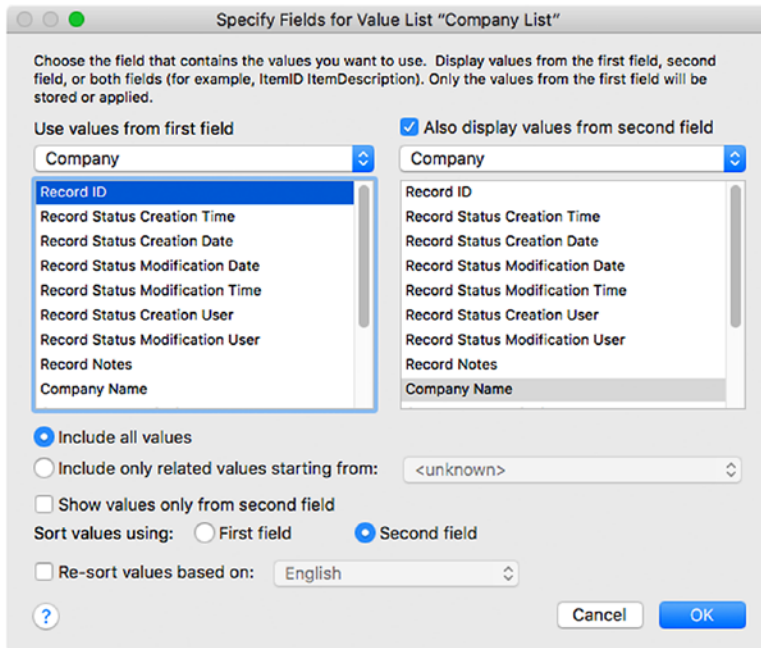 Specify Fields for Value List “Company List”
Choose the field that contains the values you want to use.  Display values from the first field, second
field, or both fields (for example, ItemID ItemDescription). Only the values from the first field will be
stored or applied.
Use values from first field
Also display values from second field
Company
Company
Record ID
Record Status Creation Time
Record Status Creation Date
Record Status Modification Date
Record Status Modification Time
Record Status Creation User
Record Status Modification User
Record Notes
Company Name
Record ID
Record Status Creation Time
Record Status Creation Date
Record Status Modification Date
Record Status Modification Time
Record Status Creation User
Record Status Modification User
Record Notes
Company Name
Include all values
Include only related values starting from:
<unknown>
Show values only from second field
Sort values using:
First field
Second field
Re-sort values based on:
English
?
Cancel
OK